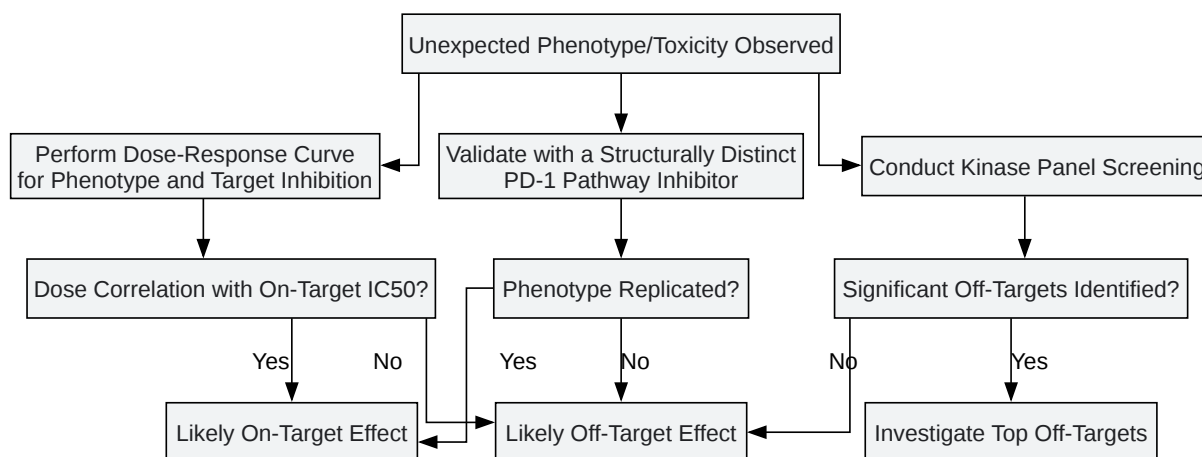 Unexpected Phenotype/Toxicity Observed
Perform Dose-Response Curve
for Phenotype and Target Inhibition
Validate with a Structurally Distinct
PD-1 Pathway Inhibitor
Conduct Kinase Panel Screening
Dose Correlation with On-Target IC50?
Phenotype Replicated?
Significant Off-Targets Identified?
Yes
No
Yes
No
No
Yes
Likely On-Target Effect
Likely Off-Target Effect
Investigate Top Off-Targets